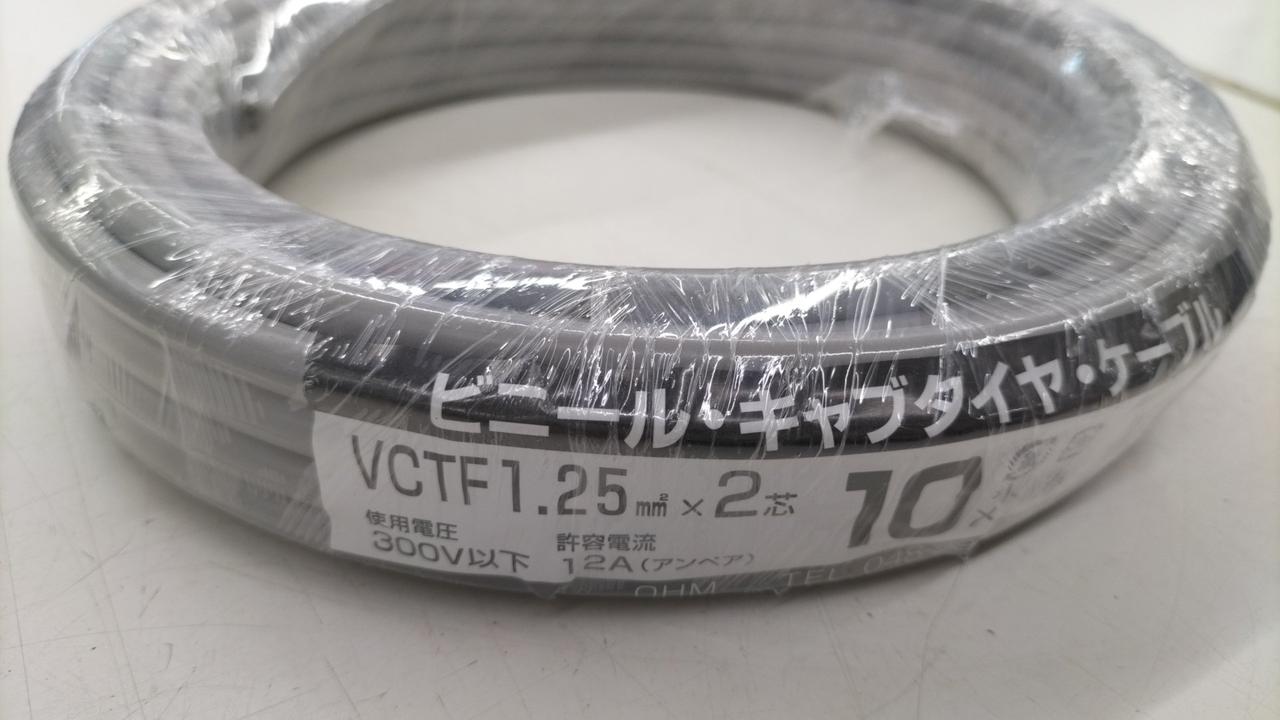 ビニール・キャブタイヤ・ケーブル
VCTF1.25㎟×2芯 10
使用電圧 許容電流
300V以下 12A(アンペア)
OHM TEL